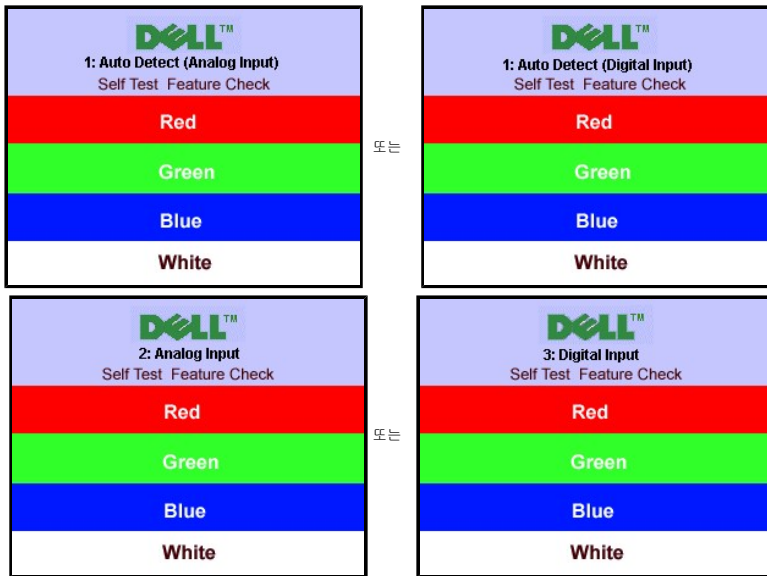 DELL™
1: Auto Detect (Analog Input)
Self Test Feature Check
Red
Green
Blue
White
또는
DELL™
1: Auto Detect (Digital Input)
Self Test Feature Check
Red
Green
Blue
White
DELL™
2: Analog Input
Self Test Feature Check
Red
Green
Blue
White
또는
DELL™
3: Digital Input
Self Test Feature Check
Red
Green
Blue
White